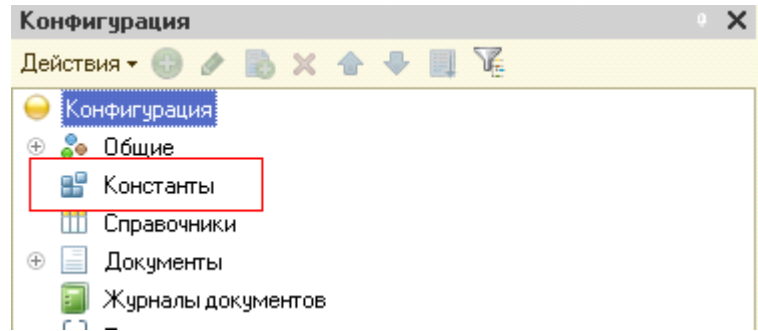 Конфигурация
Действия
Конфигурация
Общие
Константы
Справочники
Документы
Журналы документов